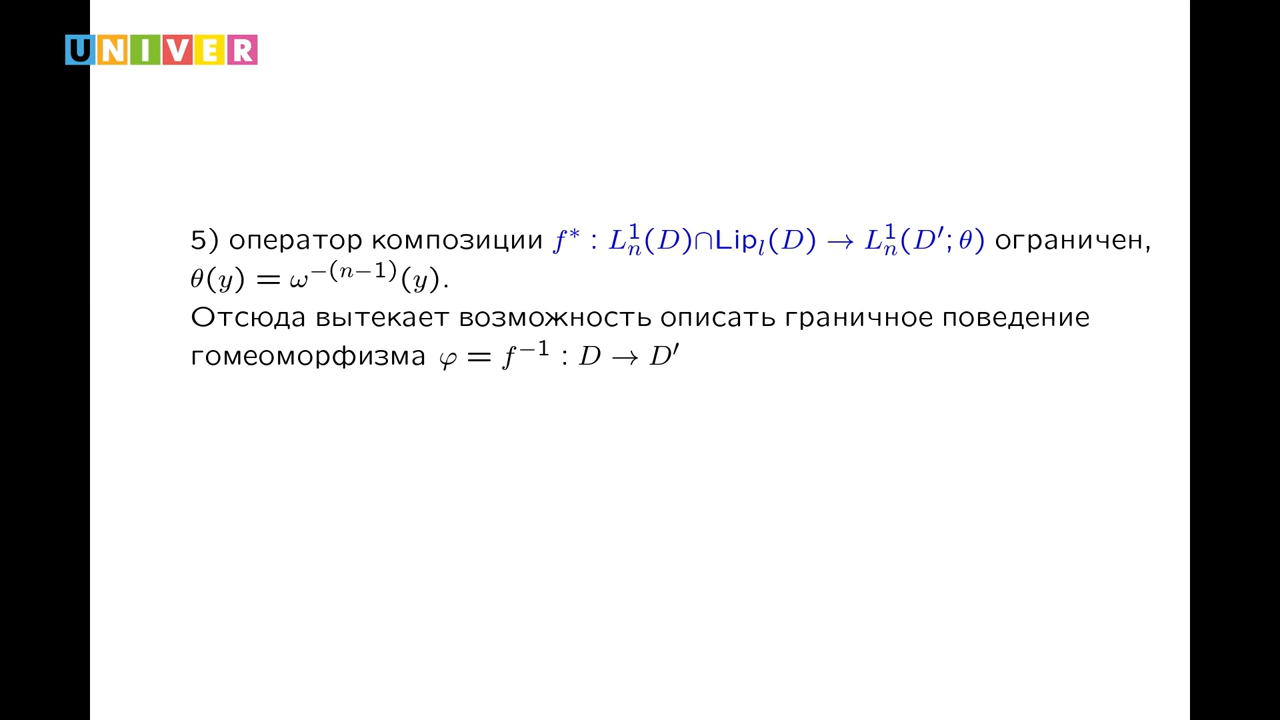 UNIVER
5) оператор композиции f* : L¹ₙ(D)∩Lipₗ(D) → L¹ₙ(D′; θ) ограничен,
θ(y) = ω⁻⁽ⁿ⁻¹⁾(y).
Отсюда вытекает возможность описать граничное поведение
гомеоморфизма φ = f⁻¹ : D → D′